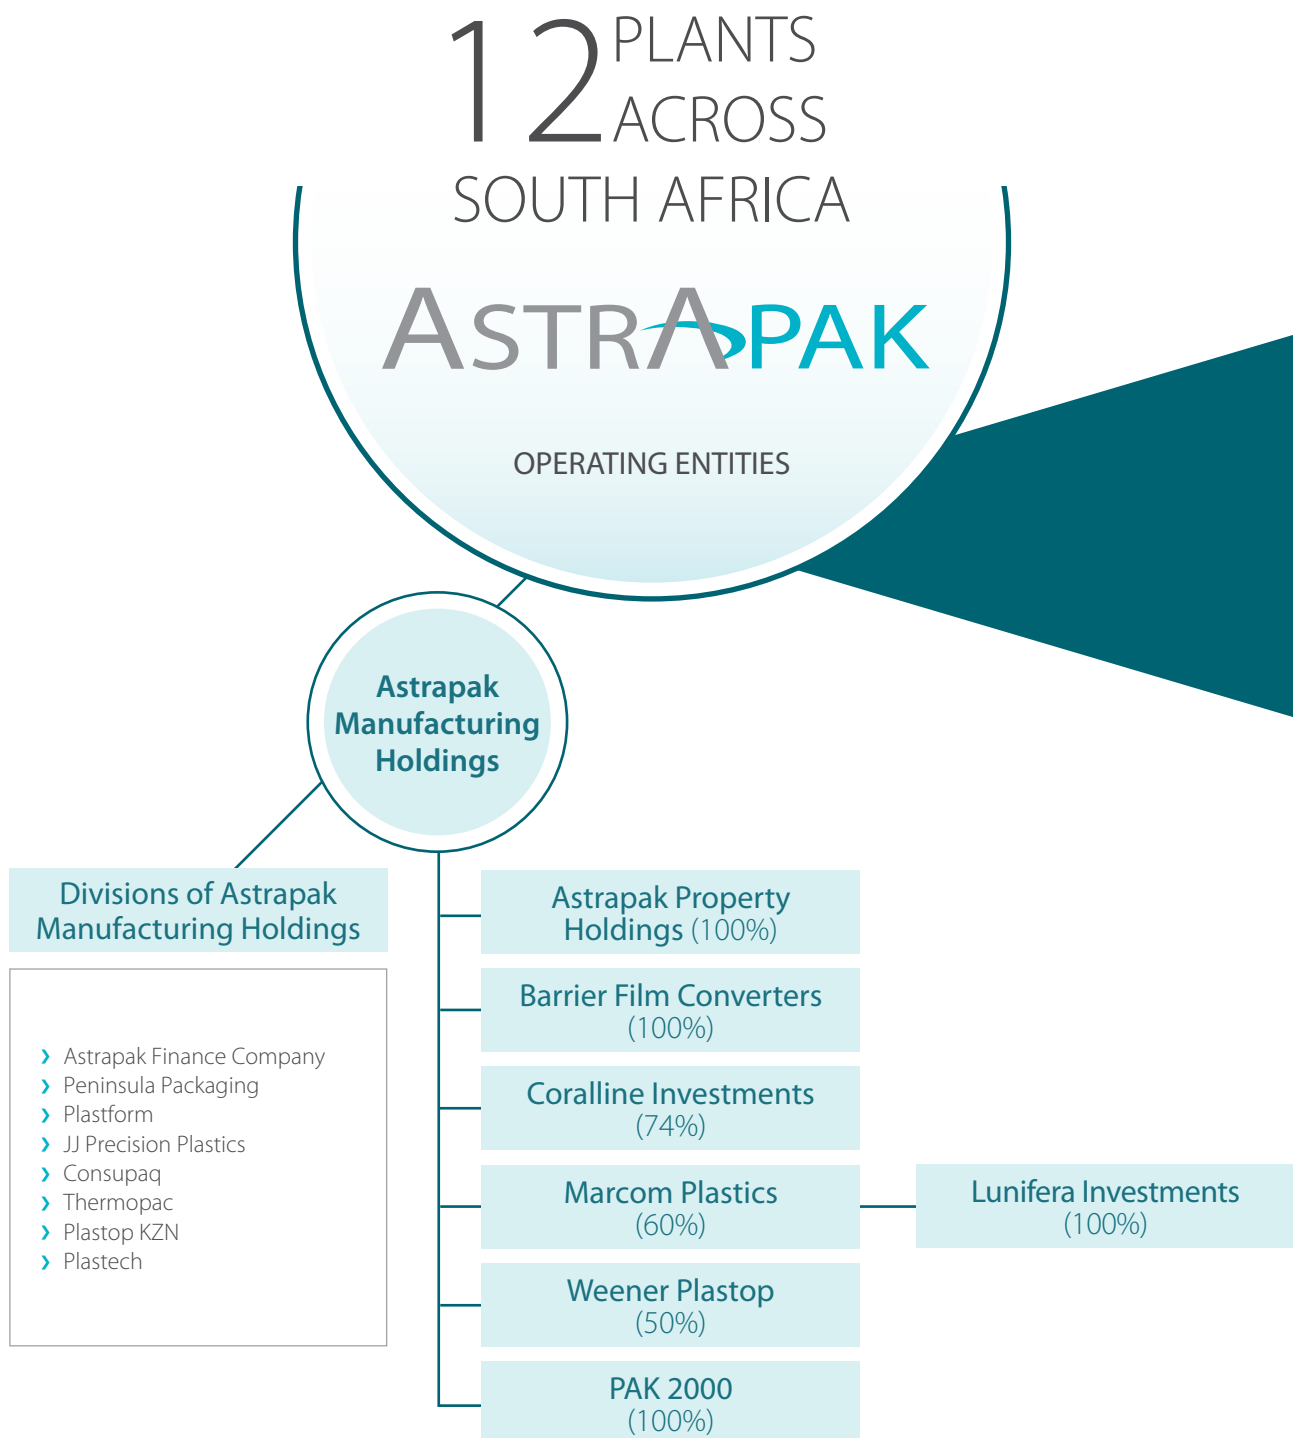 12 PLANTS
ACROSS
SOUTH AFRICA
ASTRAPAK
OPERATING ENTITIES
Astrapak
Manufacturing
Holdings
Divisions of Astrapak
Manufacturing Holdings
› Astrapak Finance Company
› Peninsula Packaging
› Plastform
› JJ Precision Plastics
› Consupaq
› Thermopac
› Plastop KZN
› Plastech
Astrapak Property
Holdings (100%)
Barrier Film Converters
(100%)
Coralline Investments
(74%)
Marcom Plastics
(60%)
Lunifera Investments
(100%)
Weener Plastop
(50%)
PAK 2000
(100%)